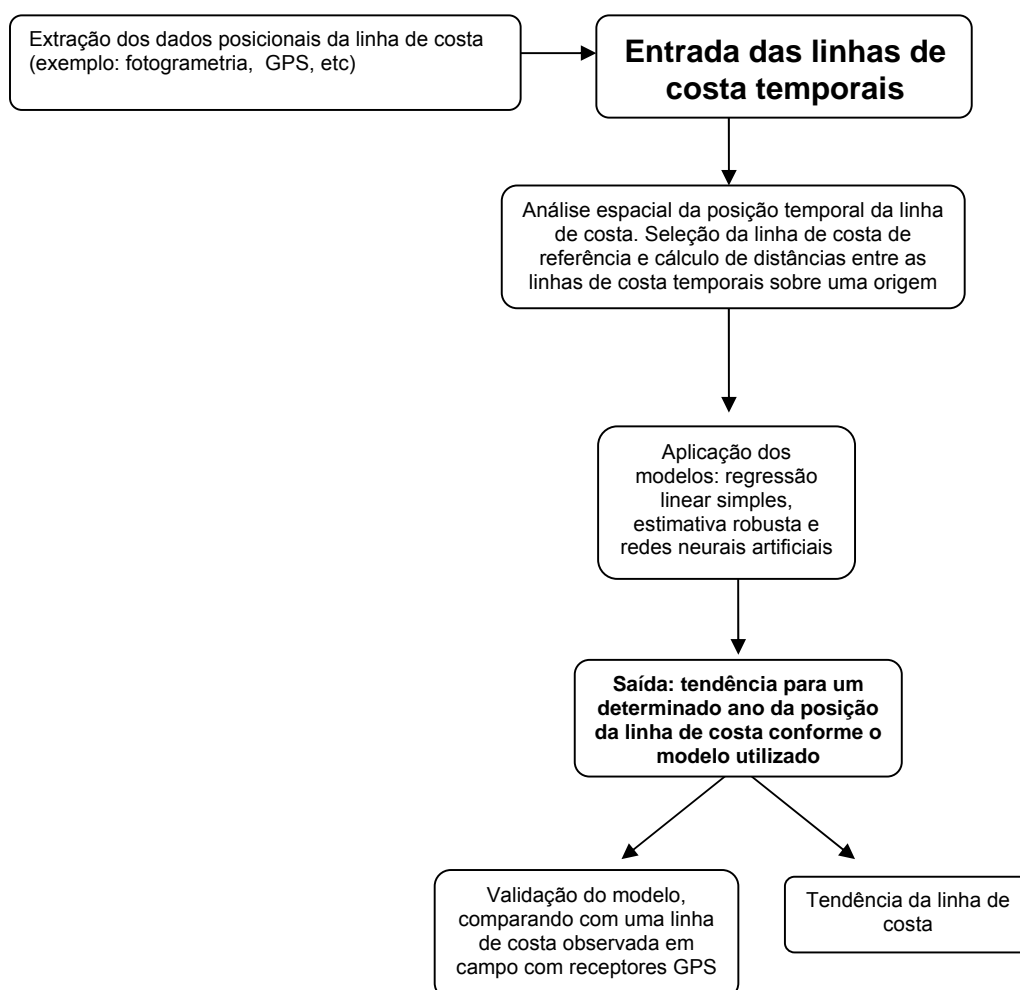 Extração dos dados posicionais da linha de costa
(exemplo: fotogrametria, GPS, etc)
Entrada das linhas de
costa temporais
Análise espacial da posição temporal da linha
de costa. Seleção da linha de costa de
referência e cálculo de distâncias entre as
linhas de costa temporais sobre uma origem
Aplicação dos
modelos: regressão
linear simples,
estimativa robusta e
redes neurais artificiais
Saída: tendência para um
determinado ano da posição
da linha de costa conforme o
modelo utilizado
Validação do modelo,
comparando com uma linha
de costa observada em
campo com receptores GPS
Tendência da linha de
costa